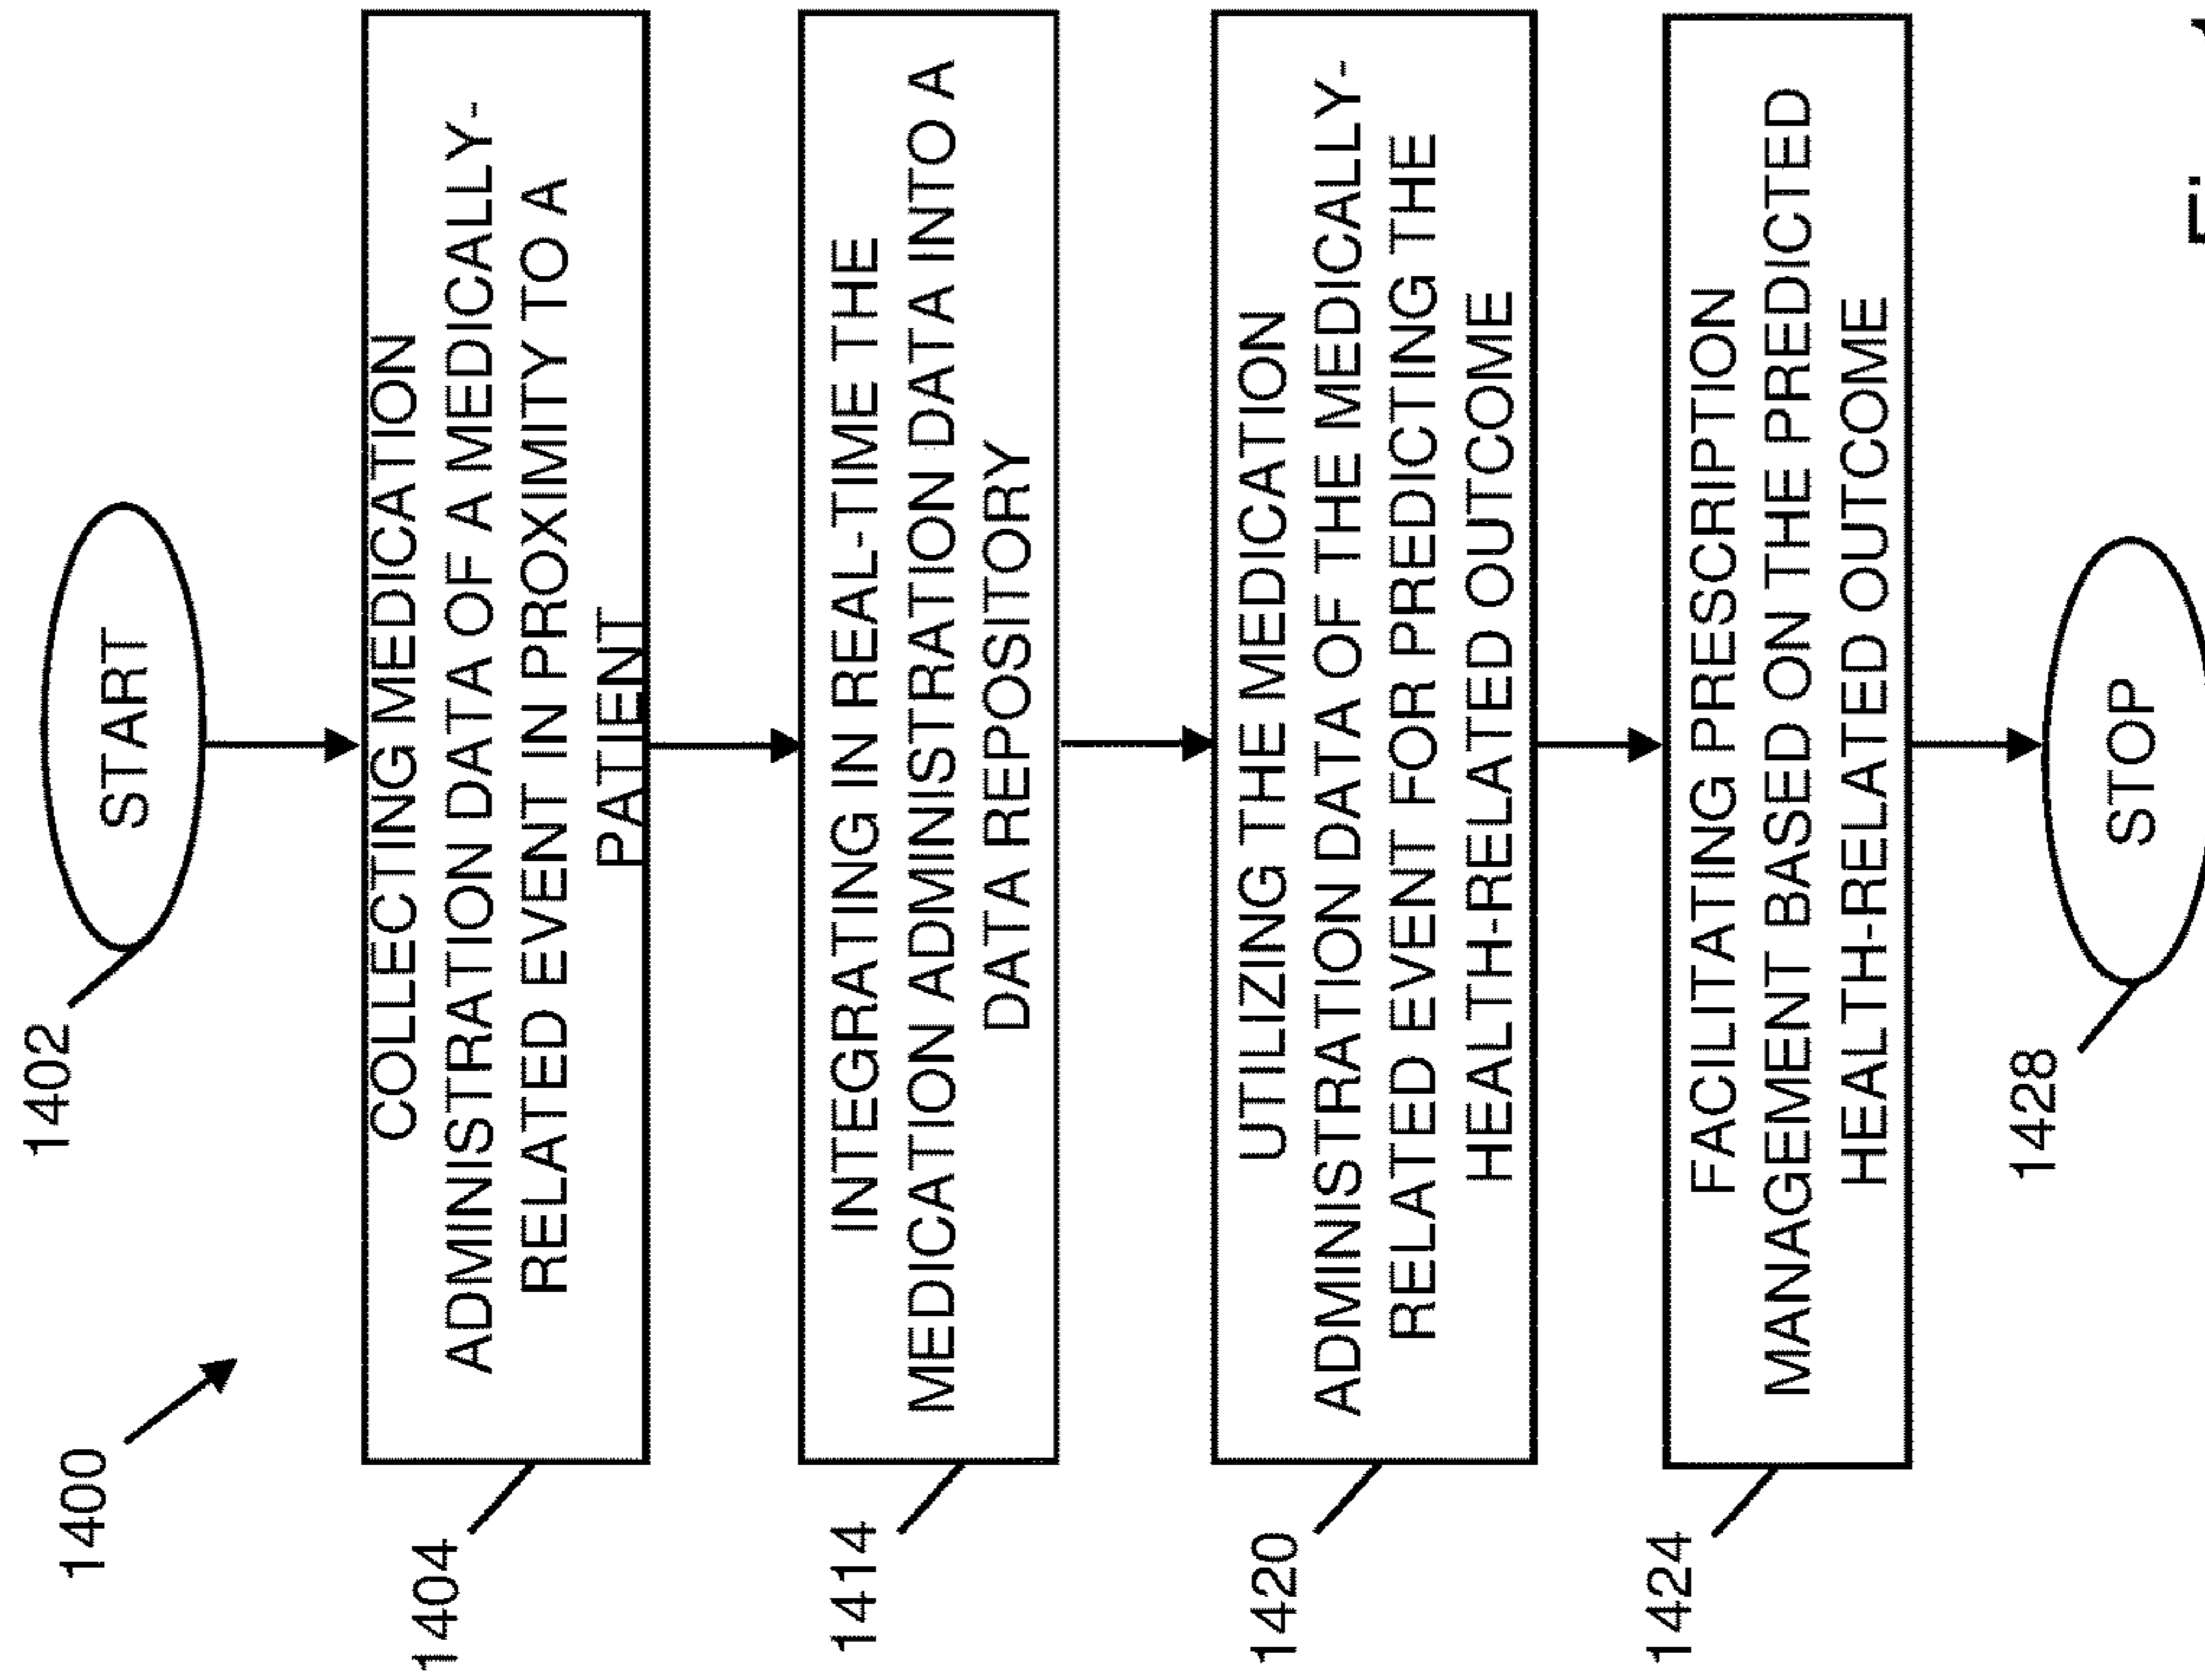 1400
1402
START
1404
COLLECTING MEDICATION
ADMINISTRATION DATA OF A MEDICALLY-
RELATED EVENT IN PROXIMITY TO A
PATIENT
1414
INTEGRATING IN REAL-TIME THE
MEDICATION ADMINISTRATION DATA INTO A
DATA REPOSITORY
1420
UTILIZING THE MEDICATION
ADMINISTRATION DATA OF THE MEDICALLY-
RELATED EVENT FOR PREDICTING THE
HEALTH-RELATED OUTCOME
1424
FACILITATING PRESCRIPTION
MANAGEMENT BASED ON THE PREDICTED
HEALTH-RELATED OUTCOME
1428
STOP